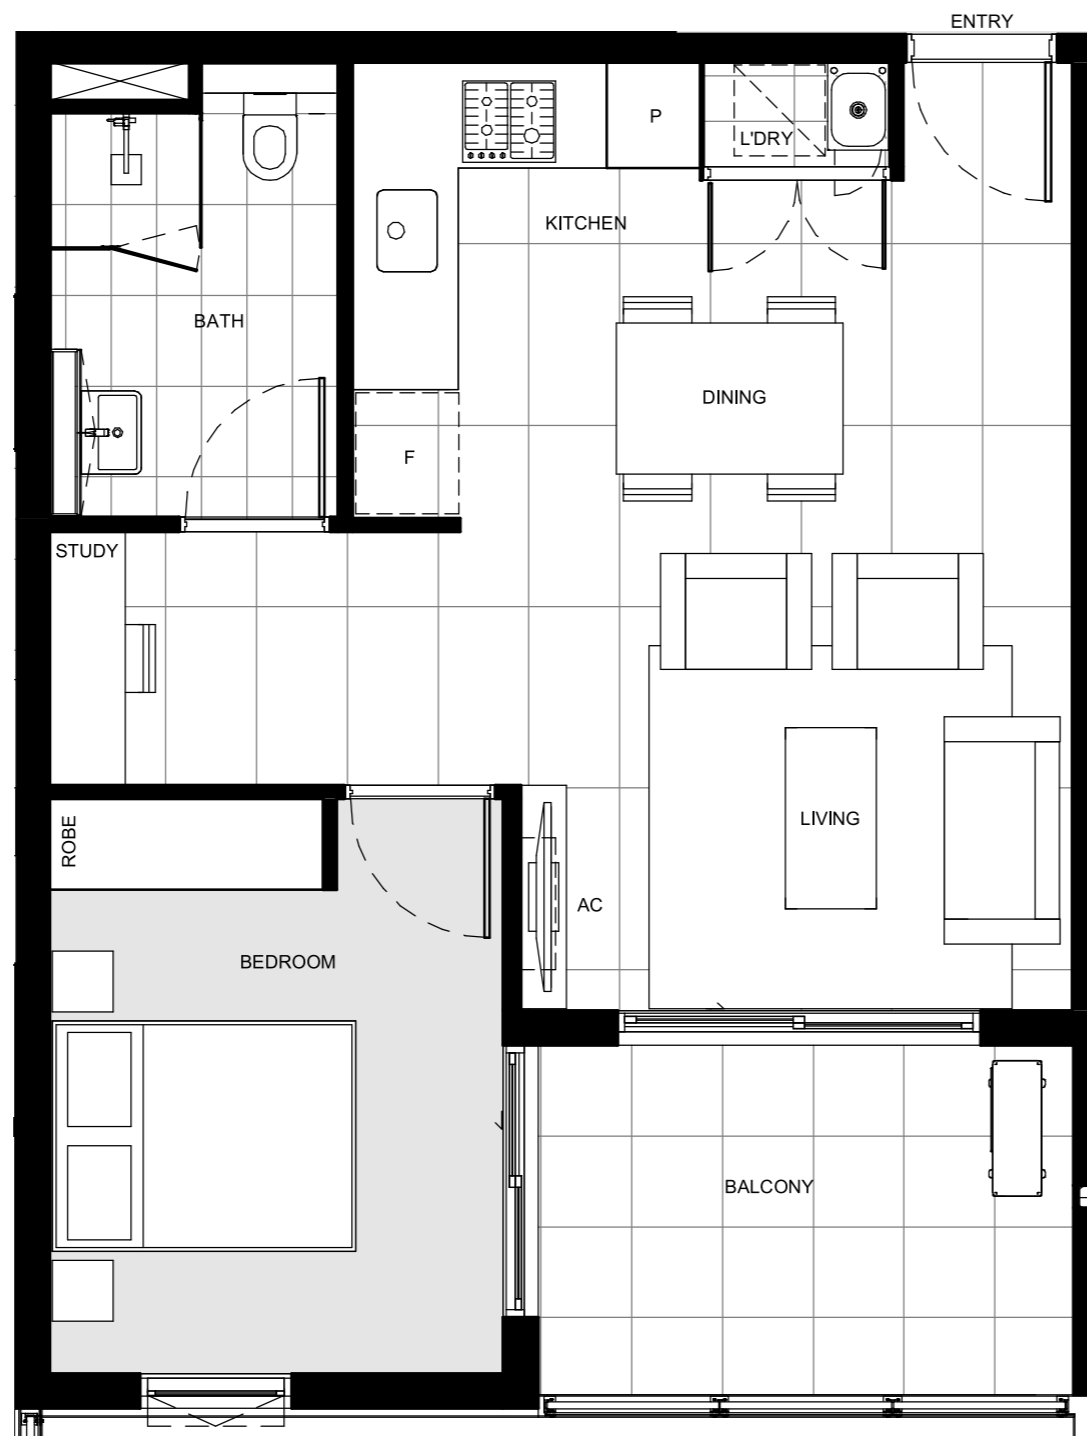 ENTRY
P
L'DRY
KITCHEN
BATH
DINING
F
STUDY
ROBE
LIVING
AC
BEDROOM
BALCONY